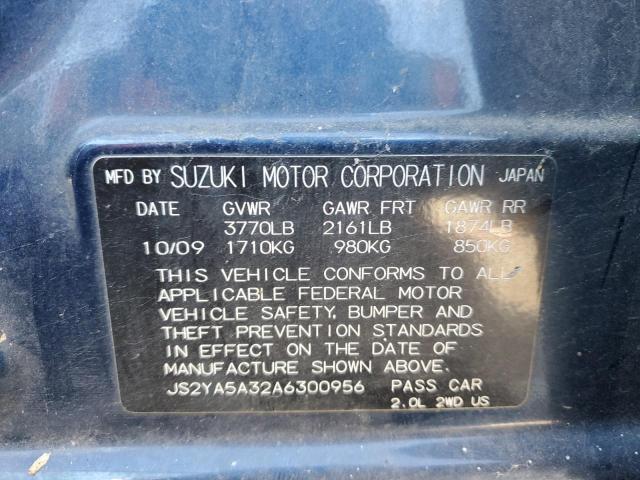 MFD BY SUZUKI MOTOR CORPORATION JAPAN
DATE GVWR GAWR FRT GAWR RR
3770LB 2161LB 1874LB
10/09 1710KG 980KG 850KG
THIS VEHICLE CONFORMS TO ALL
APPLICABLE FEDERAL MOTOR
VEHICLE SAFETY, BUMPER AND
THEFT PREVENTION STANDARDS
IN EFFECT ON THE DATE OF
MANUFACTURE SHOWN ABOVE.
JS2YA5A32A6300956 PASS CAR
2.0L 2WD US